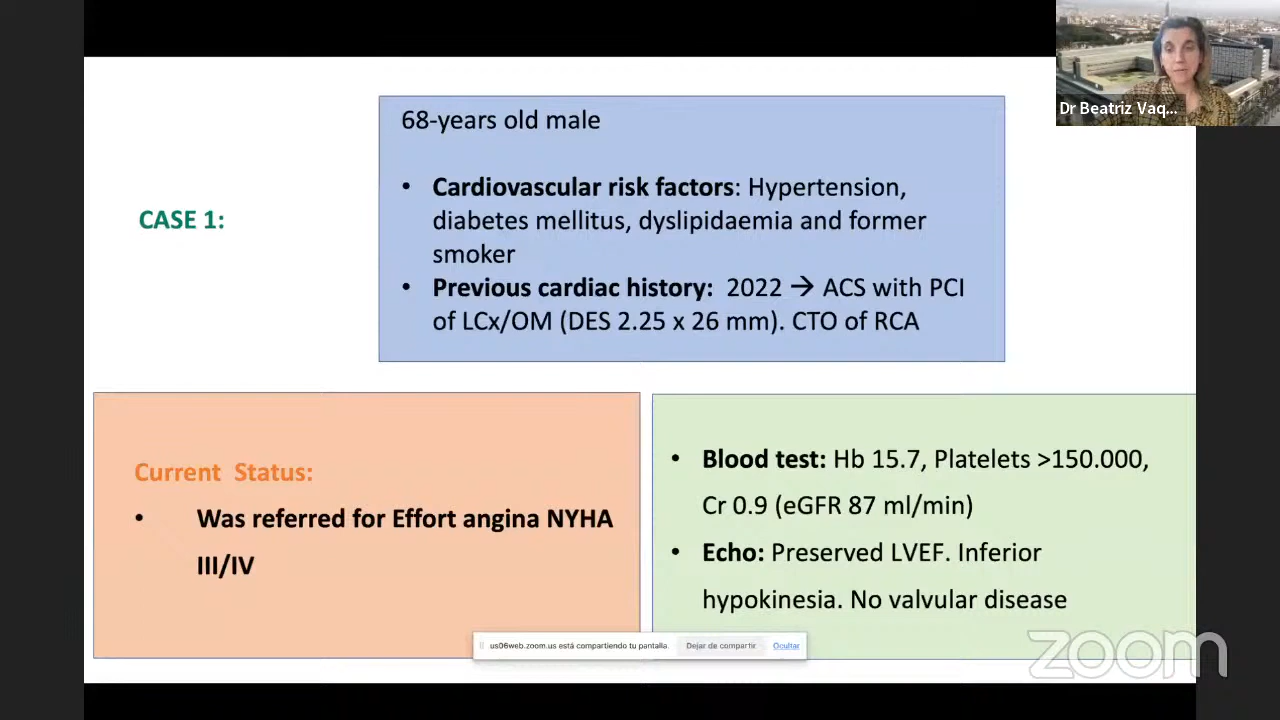 68-years old male
Dr Beatriz Vaq...
• Cardiovascular risk factors: Hypertension,
diabetes mellitus, dyslipidaemia and former
smoker
• Previous cardiac history: 2022 → ACS with PCI
of LCx/OM (DES 2.25 x 26 mm). CTO of RCA
CASE 1:
Current Status:
• Was referred for Effort angina NYHA
III/IV
• Blood test: Hb 15.7, Platelets >150.000,
Cr 0.9 (eGFR 87 ml/min)
• Echo: Preserved LVEF. Inferior
hypokinesia. No valvular disease
us06web.zoom.us está compartiendo tu pantalla.
Dejar de compartir
Ocultar
zoom